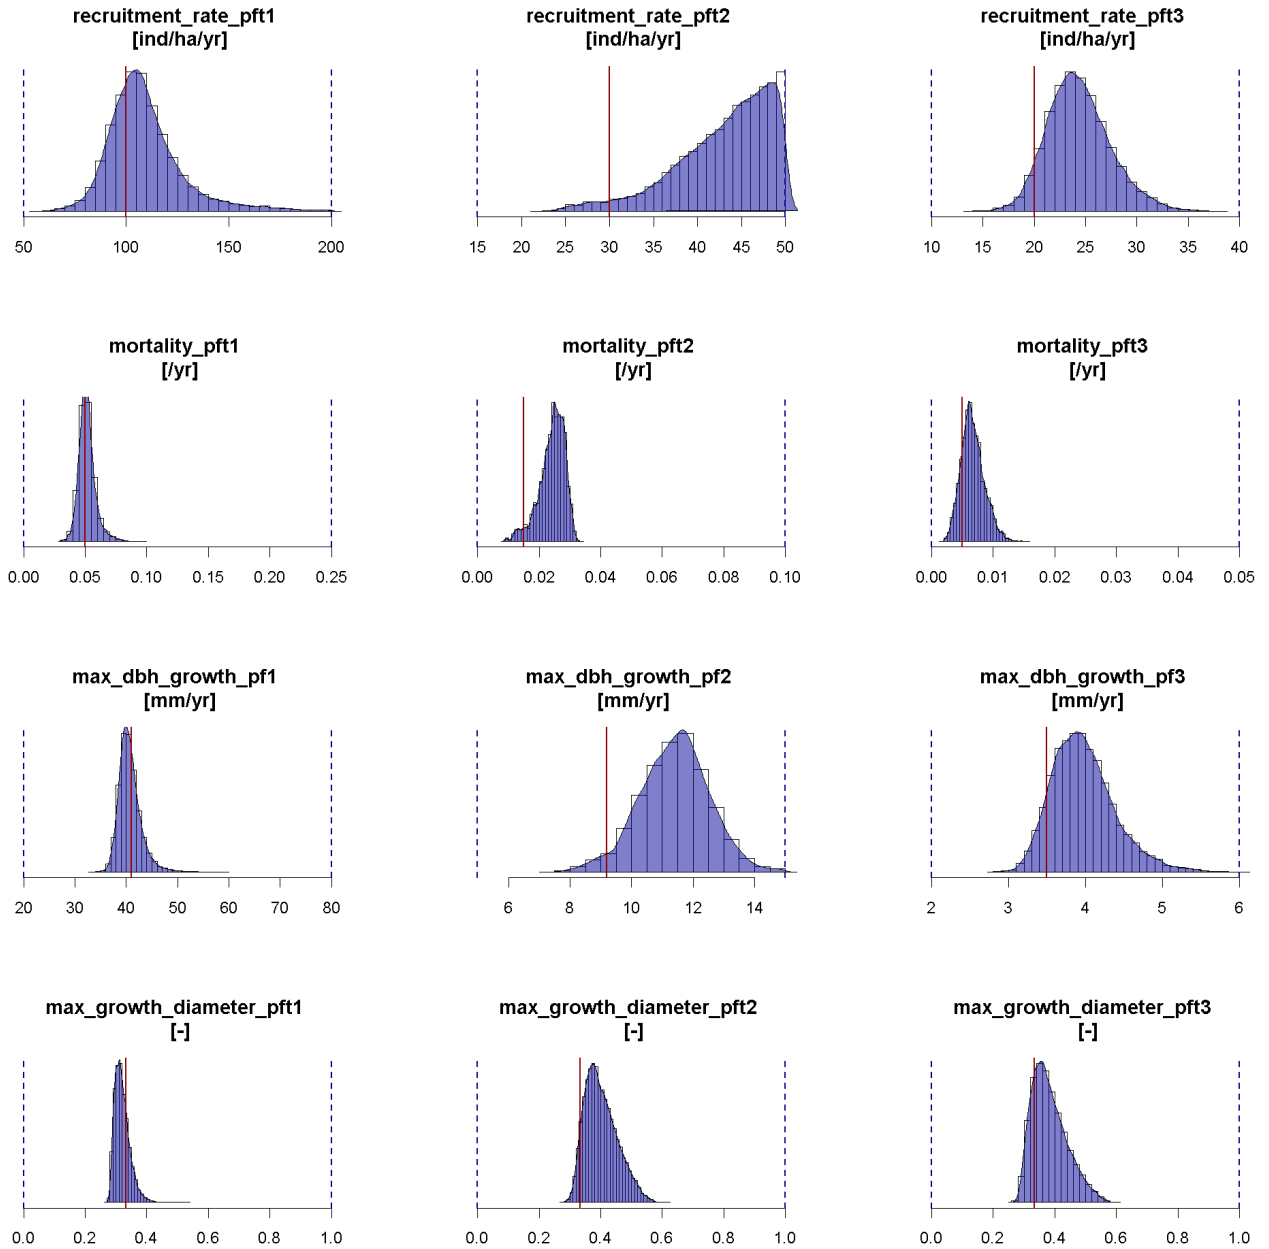 recruitment_rate_pft1 recruitment_rate_pft2 recruitment_rate_pft3
[ind/ha/yr] [ind/ha/yr] [ind/ha/yr]
50 100 150 200 15 20 25 30 35 40 45 50 10 15 20 25 30 35 40
mortality_pft1 mortality_pft2 mortality_pft3
[/yr] [/yr] [/yr]
0.00 0.05 0.10 0.15 0.20 0.25 0.00 0.02 0.04 0.06 0.08 0.10 0.00 0.01 0.02 0.03 0.04 0.05
max_dbh_growth_pf1 max_dbh_growth_pf2 max_dbh_growth_pf3
[mm/yr] [mm/yr] [mm/yr]
20 30 40 50 60 70 80 6 8 10 12 14 2 3 4 5 6
max_growth_diameter_pft1 max_growth_diameter_pft2 max_growth_diameter_pft3
[-] [-] [-]
0.0 0.2 0.4 0.6 0.8 1.0 0.0 0.2 0.4 0.6 0.8 1.0 0.0 0.2 0.4 0.6 0.8 1.0